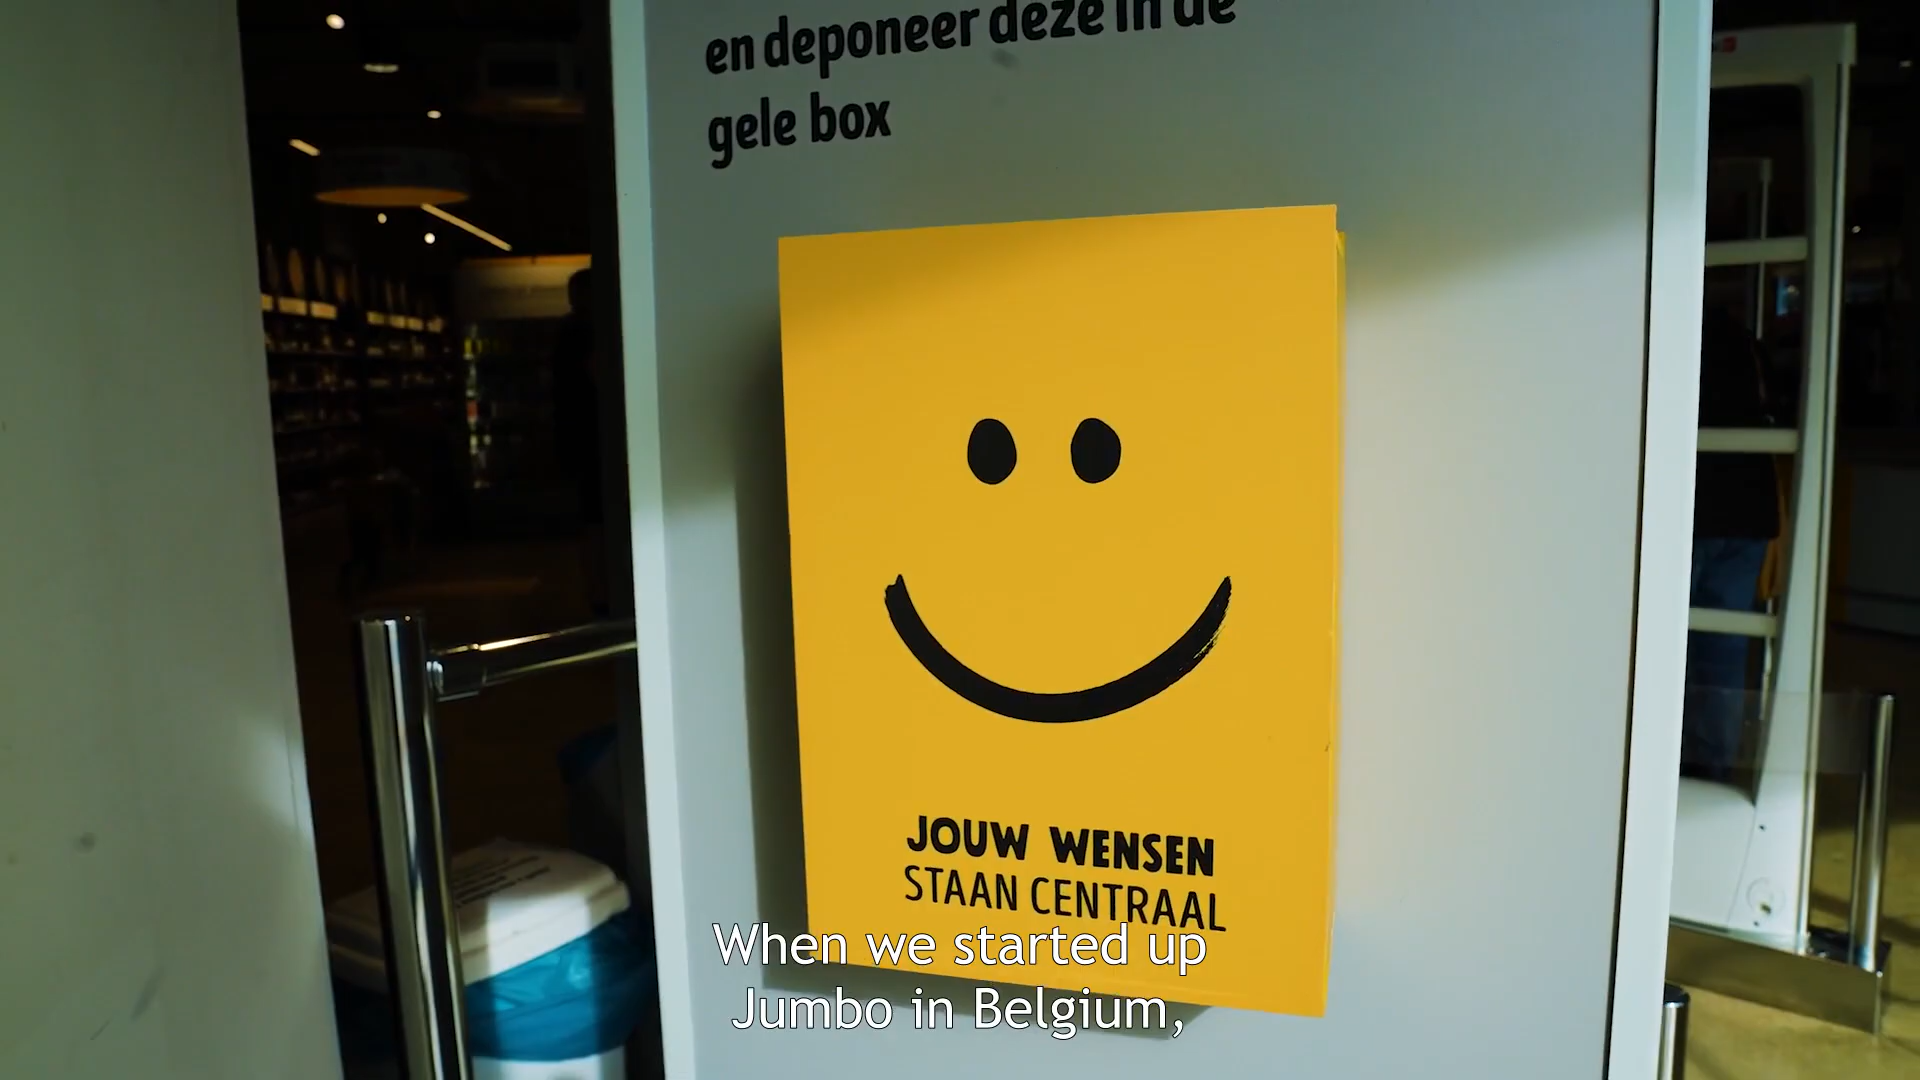 en deponeer deze in de
gele box
JOUW WENSEN
STAAN CENTRAAL
When we started up
Jumbo in Belgium,